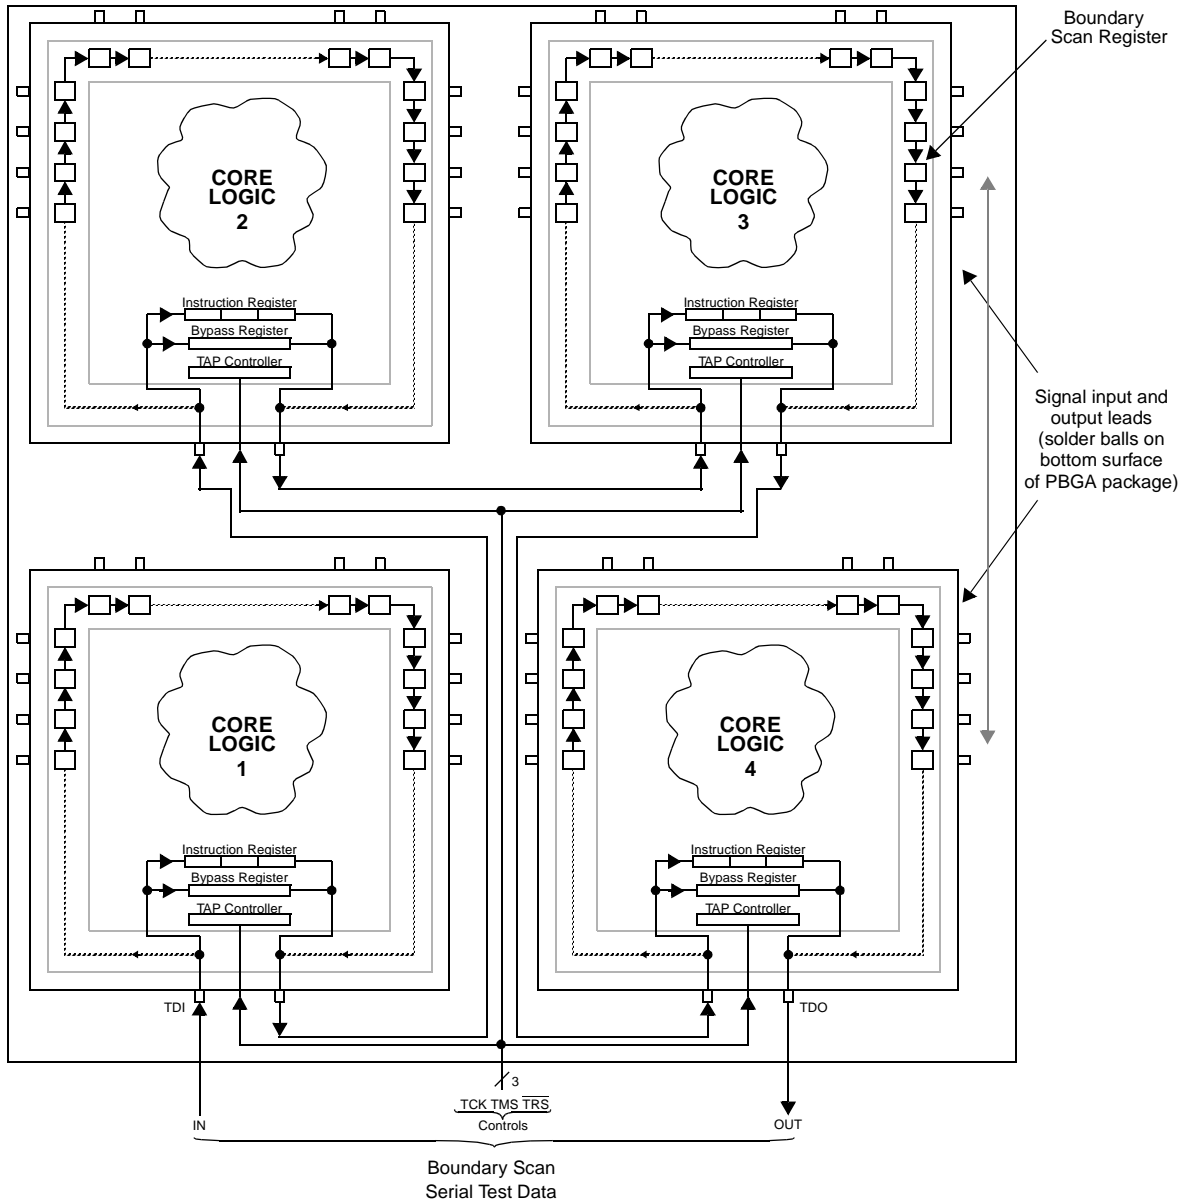 Boundary
Scan Register
CORE
LOGIC
2
Instruction Register
Bypass Register
TAP Controller
CORE
LOGIC
3
Instruction Register
Bypass Register
TAP Controller
Signal input and
output leads
(solder balls on
bottom surface
of PBGA package)
CORE
LOGIC
1
Instruction Register
Bypass Register
TAP Controller
TDI
CORE
LOGIC
4
Instruction Register
Bypass Register
TAP Controller
TDO
3
TCK TMS TRS
Controls
IN
OUT
Boundary Scan
Serial Test Data